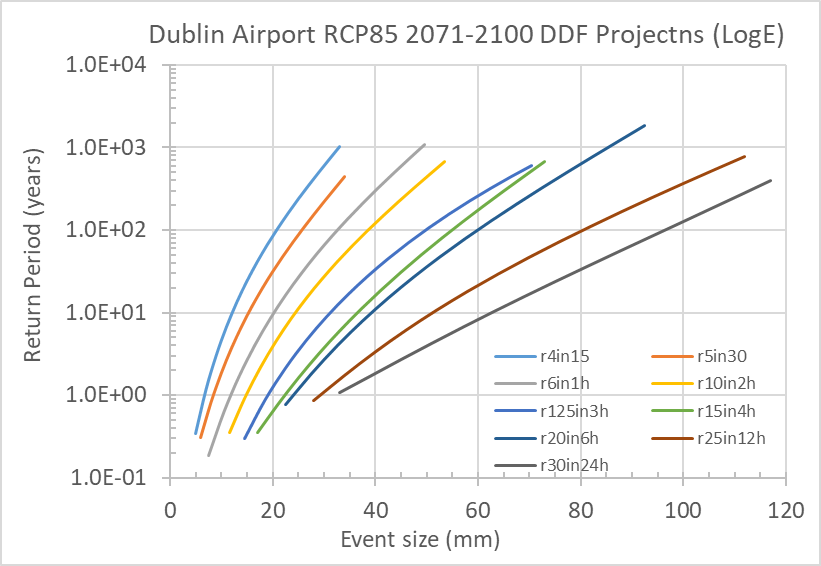 Dublin Airport RCP85 2071-2100 DDF Projectns (LogE)
1.0E+04
1.0E+03
1.0E+02
1.0E+01
1.0E+00
1.0E-01
Return Period (years)
r4in15 r5in30
r6in1h r10in2h
r125in3h r15in4h
r20in6h r25in12h
r30in24h
0 20 40 60 80 100 120
Event size (mm)